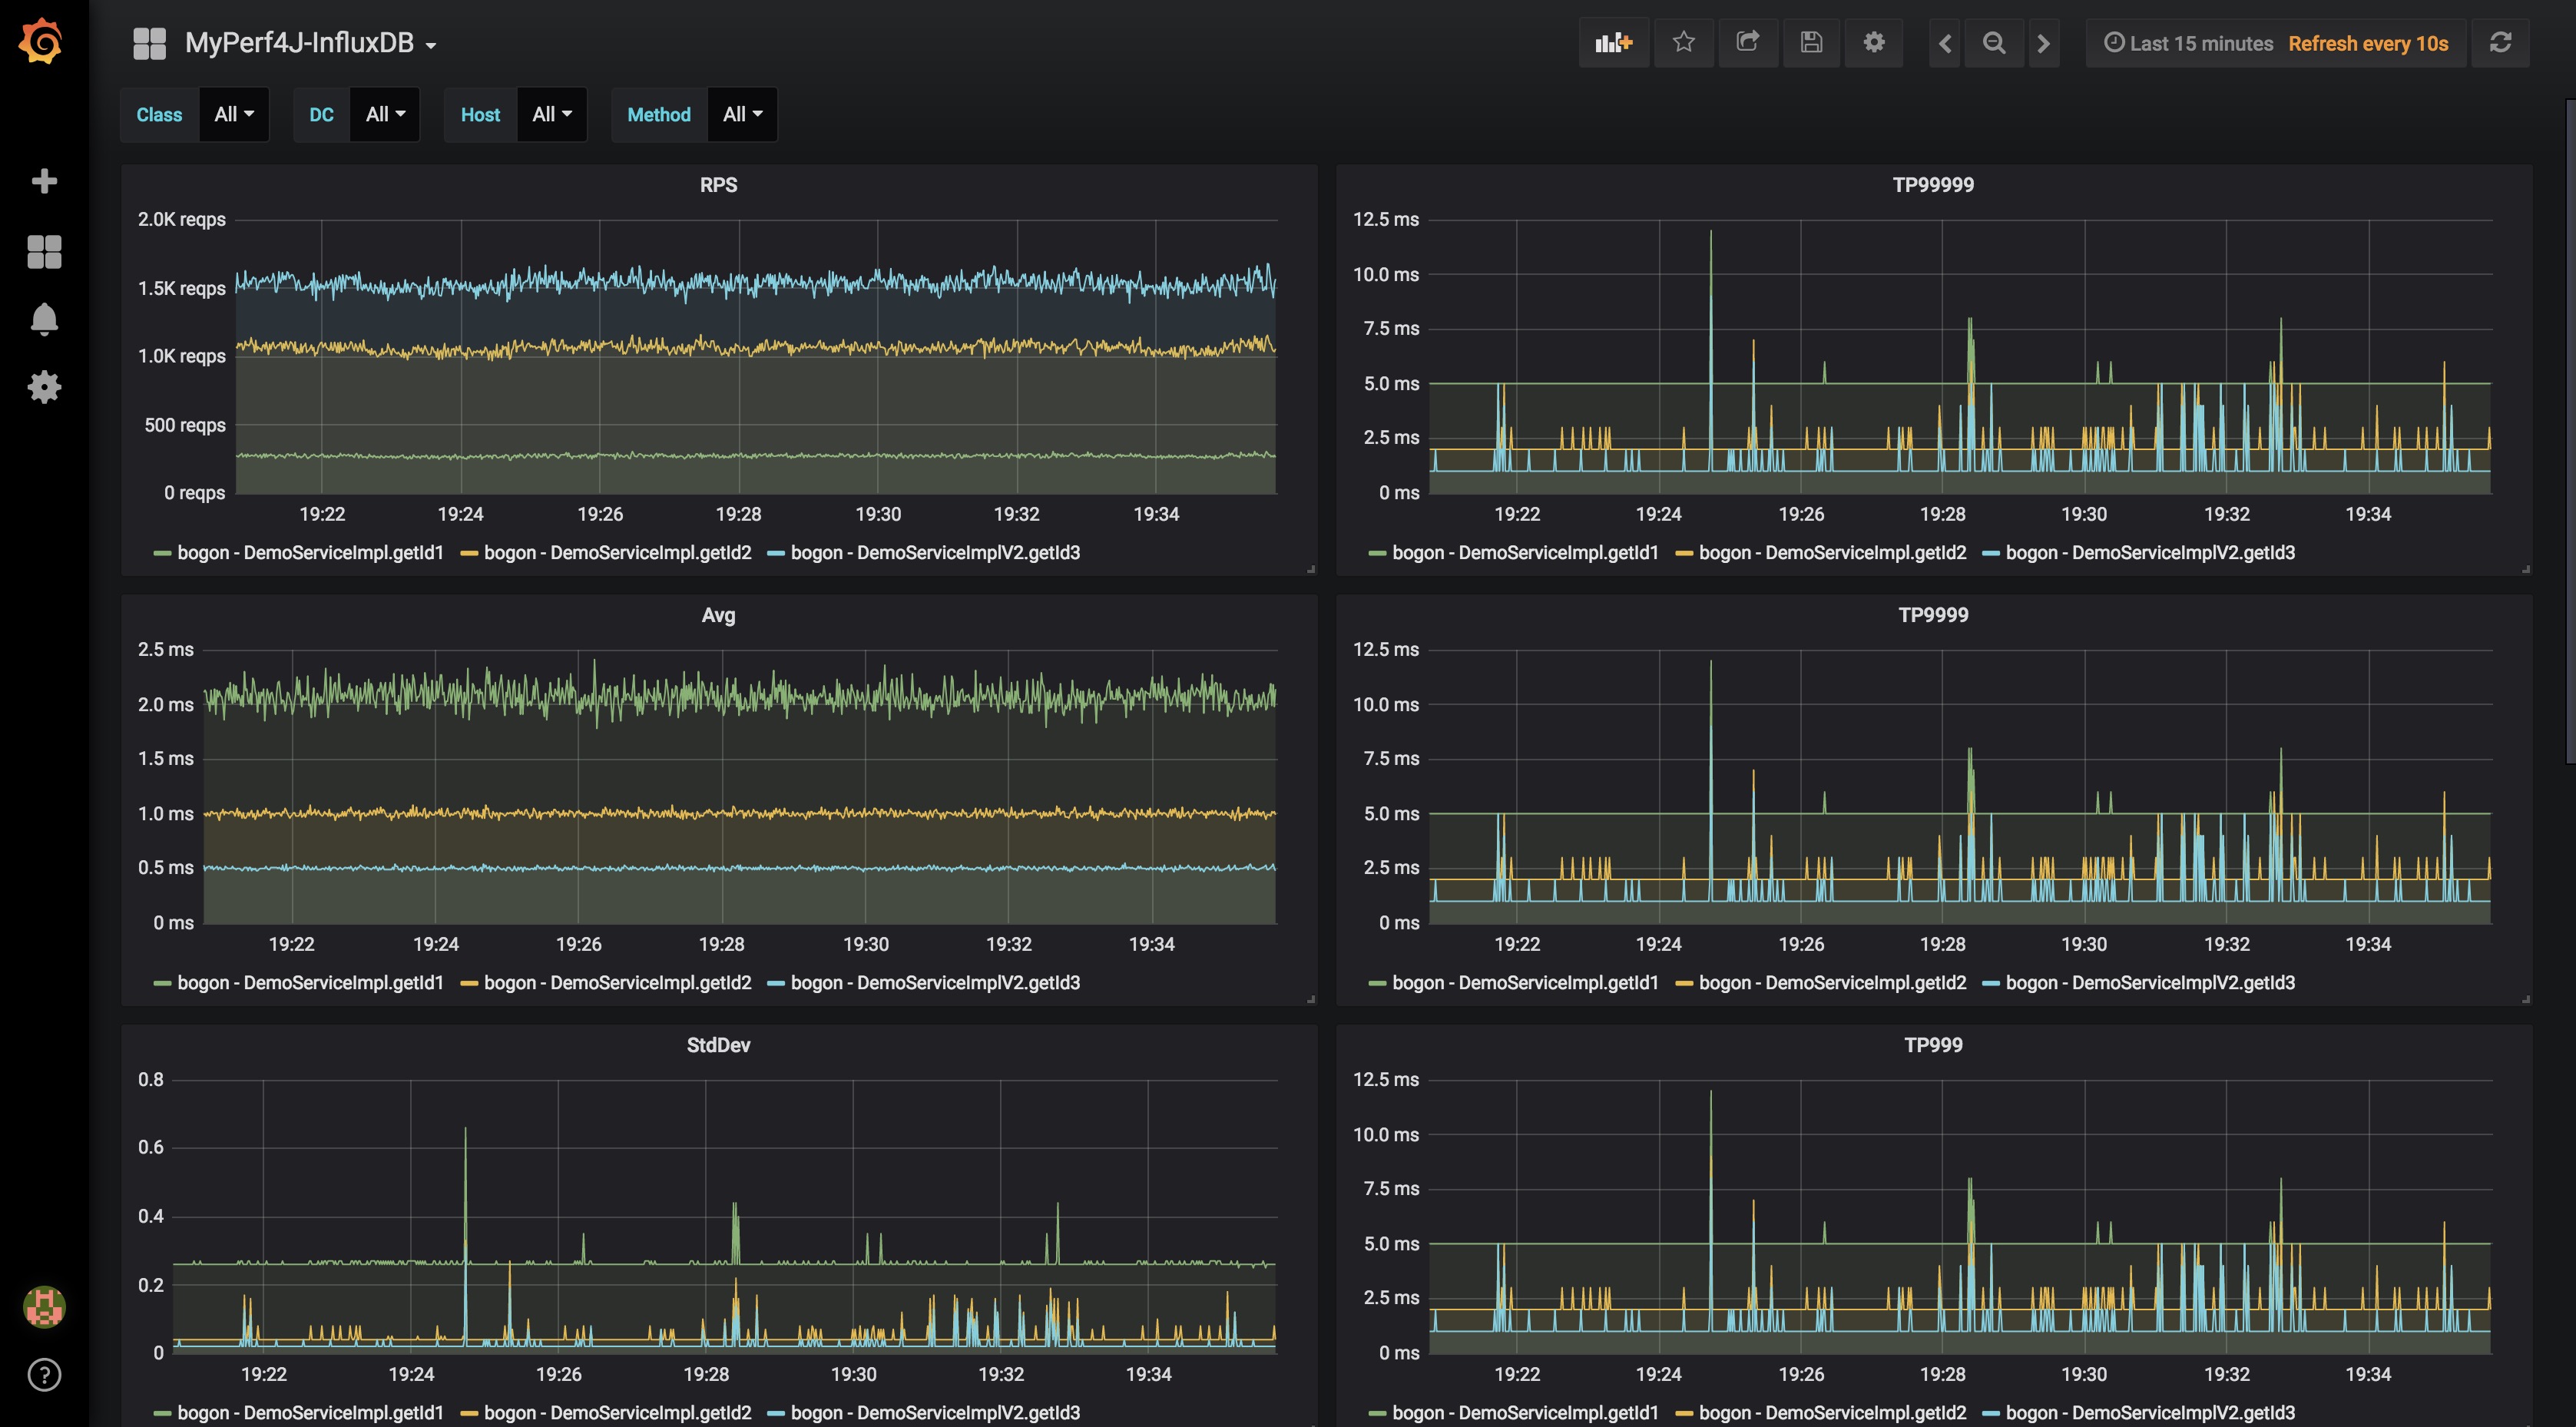 MyPerf4J-InfluxDB
Last 15 minutes Refresh every 10s
Class All DC All Host All Method All
RPS
2.0K reqps
1.5K reqps
1.0K reqps
500 reqps
0 reqps
19:22 19:24 19:26 19:28 19:30 19:32 19:34
bogon - DemoServiceImpl.getId1 bogon - DemoServiceImpl.getId2 bogon - DemoServiceImplV2.getId3
TP99999
12.5 ms
10.0 ms
7.5 ms
5.0 ms
2.5 ms
0 ms
19:22 19:24 19:26 19:28 19:30 19:32 19:34
bogon - DemoServiceImpl.getId1 bogon - DemoServiceImpl.getId2 bogon - DemoServiceImplV2.getId3
Avg
2.5 ms
2.0 ms
1.5 ms
1.0 ms
0.5 ms
0 ms
19:22 19:24 19:26 19:28 19:30 19:32 19:34
bogon - DemoServiceImpl.getId1 bogon - DemoServiceImpl.getId2 bogon - DemoServiceImplV2.getId3
TP9999
12.5 ms
10.0 ms
7.5 ms
5.0 ms
2.5 ms
0 ms
19:22 19:24 19:26 19:28 19:30 19:32 19:34
bogon - DemoServiceImpl.getId1 bogon - DemoServiceImpl.getId2 bogon - DemoServiceImplV2.getId3
StdDev
0.8
0.6
0.4
0.2
0
19:22 19:24 19:26 19:28 19:30 19:32 19:34
bogon - DemoServiceImpl.getId1 bogon - DemoServiceImpl.getId2 bogon - DemoServiceImplV2.getId3
TP999
12.5 ms
10.0 ms
7.5 ms
5.0 ms
2.5 ms
0 ms
19:22 19:24 19:26 19:28 19:30 19:32 19:34
bogon - DemoServiceImpl.getId1 bogon - DemoServiceImpl.getId2 bogon - DemoServiceImplV2.getId3